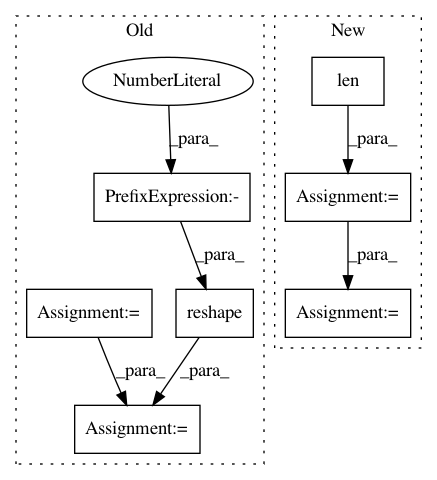 Old
New
NumberLiteral
len
_para_
_para_
PrefixExpression:-
Assignment:=
_para_
_para_
Assignment:=
reshape
Assignment:=
_para_
_para_
Assignment:=